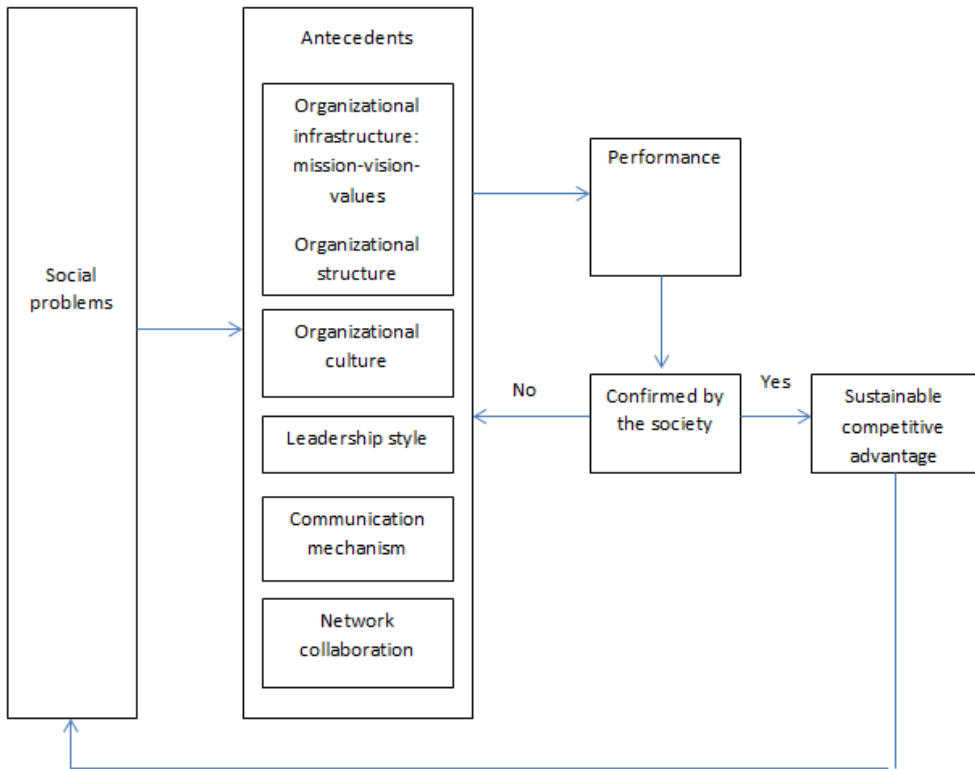 Social
problems
Antecedents
Organizational
infrastructure:
mission-vision-
values
Organizational
structure
Organizational
culture
Leadership style
Communication
mechanism
Network
collaboration
Performance
No
Confirmed by
the society
Yes
Sustainable
competitive
advantage